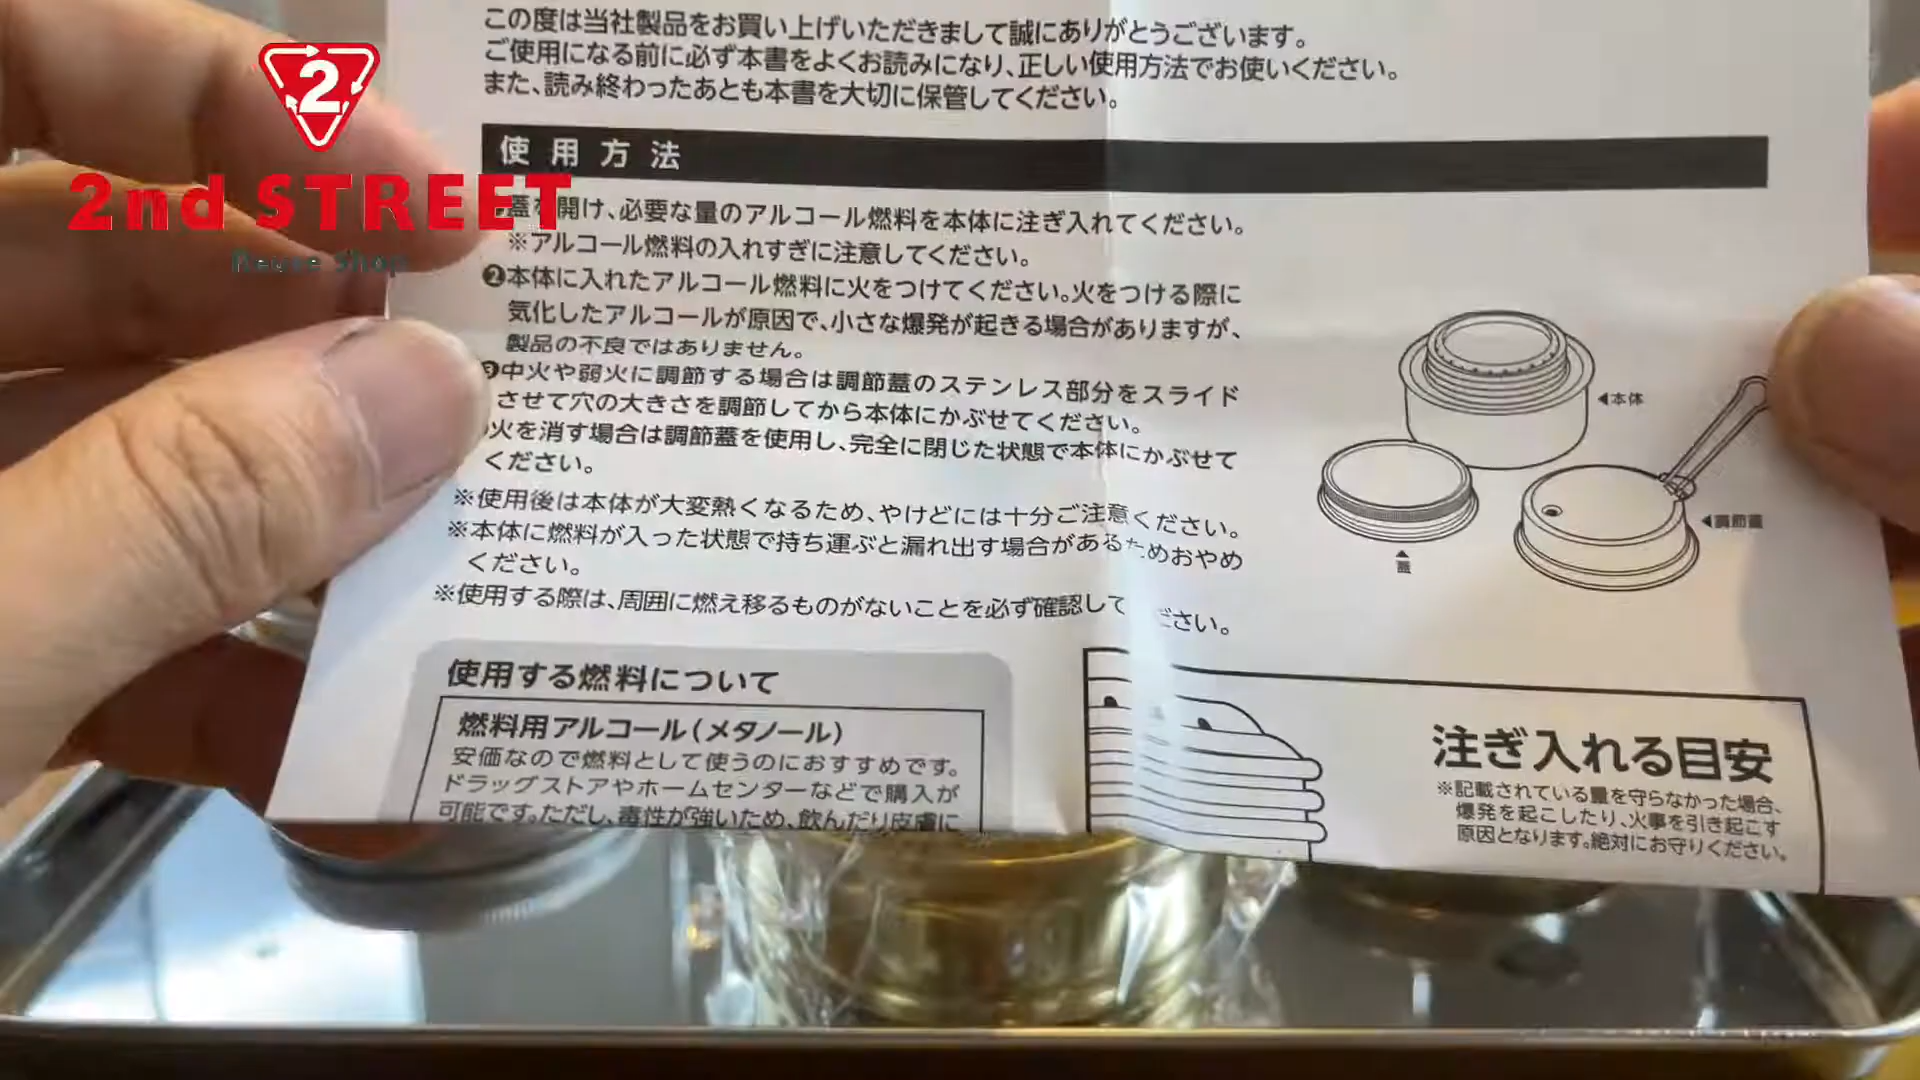 この度は当社製品をお買い上げいただきまして誠にありがとうございます。
ご使用になる前に必ず本書をよくお読みになり、正しい使用方法でお使いください。
また、読み終わったあとも本書を大切に保管してください。
使用方法
2
2nd STREET
Reuse Shop
蓋を開け、必要な量のアルコール燃料を本体に注ぎ入れてください。
※アルコール燃料の入れすぎに注意してください。
❷本体に入れたアルコール燃料に火をつけてください。火をつける際に
気化したアルコールが原因で、小さな爆発が起きる場合がありますが、
製品の不良ではありません。
❸中火や弱火に調節する場合は調節蓋のステンレス部分をスライド
させて穴の大きさを調節してから本体にかぶせてください。
火を消す場合は調節蓋を使用し、完全に閉じた状態で本体にかぶせて
ください。
※使用後は本体が大変熱くなるため、やけどには十分ご注意ください。
※本体に燃料が入った状態で持ち運ぶと漏れ出す場合があるためおやめ
ください。
※使用する際は、周囲に燃え移るものがないことを必ず確認して ださい。
◀本体
▲蓋
◀調節蓋
使用する燃料について
燃料用アルコール(メタノール)
安価なので燃料として使うのにおすすめです。
ドラッグストアやホームセンターなどで購入が
可能です。ただし、毒性が強いため、飲んだり皮膚に
注ぎ入れる目安
※記載されている量を守らなかった場合、
爆発を起こしたり、火事を引き起こす
原因となります。絶対にお守りください。